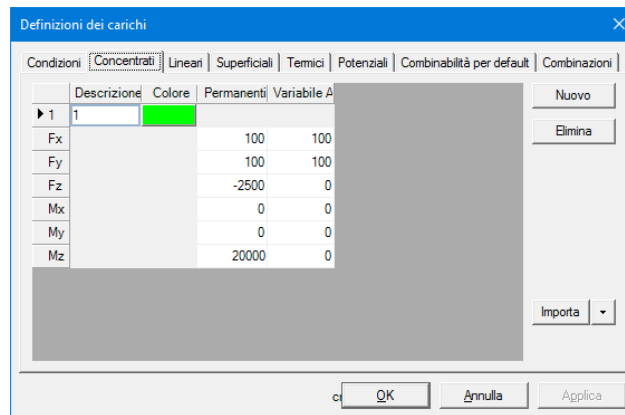 Definizioni dei carichi
Condizioni Concentrati Lineari Superficiali Termici Potenziali Combinabilità per default Combinazioni
Descrizione Colore Permanenti Variabile A
1 1
Fx 100 100
Fy 100 100
Fz -2500 0
Mx 0 0
My 0 0
Mz 20000 0
Nuovo
Elimina
Importa
OK Annulla Applica